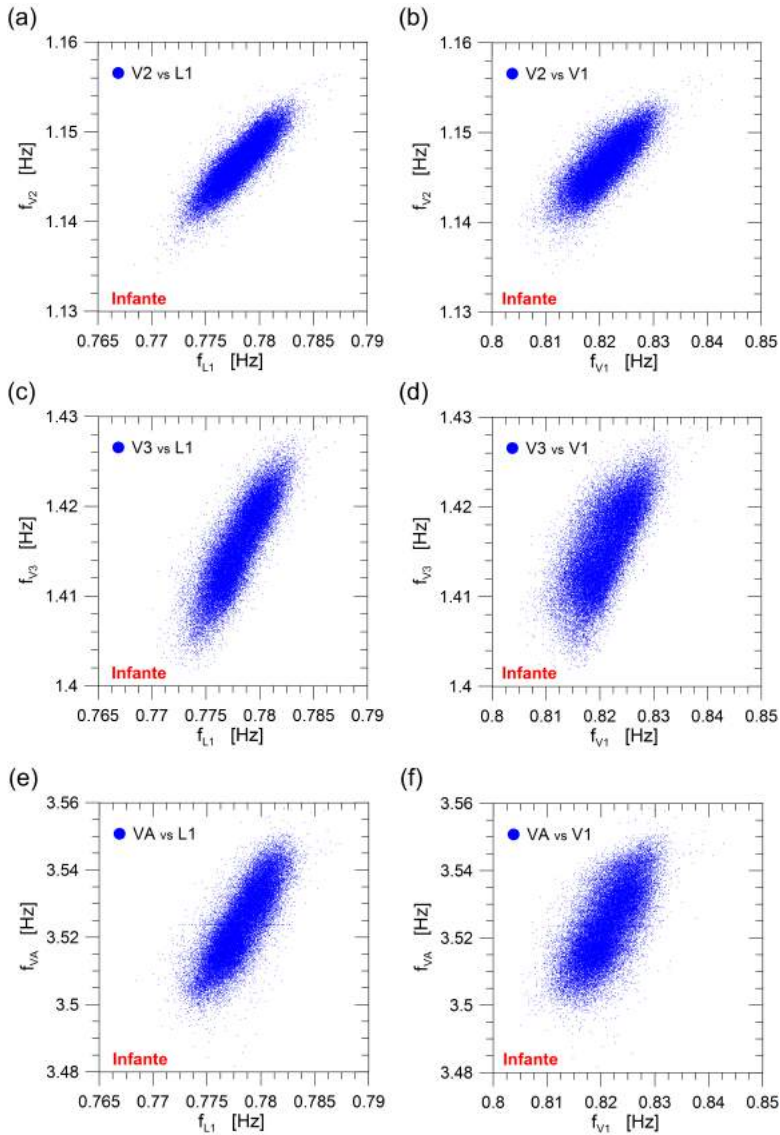 (a)
(b)
1.16
1.15
1.14
1.13
f_V2 [Hz]
V2 vs L1
Infante
0.765 0.77 0.775 0.78 0.785 0.79
f_L1 [Hz]
1.16
1.15
1.14
1.13
f_V2 [Hz]
V2 vs V1
Infante
0.8 0.81 0.82 0.83 0.84 0.85
f_V1 [Hz]
(c)
(d)
1.43
1.42
1.41
1.4
f_V3 [Hz]
V3 vs L1
Infante
0.765 0.77 0.775 0.78 0.785 0.79
f_L1 [Hz]
1.43
1.42
1.41
1.4
f_V3 [Hz]
V3 vs V1
Infante
0.8 0.81 0.82 0.83 0.84 0.85
f_V1 [Hz]
(e)
(f)
3.56
3.54
3.52
3.5
3.48
f_VA [Hz]
VA vs L1
Infante
0.765 0.77 0.775 0.78 0.785 0.79
f_L1 [Hz]
3.56
3.54
3.52
3.5
3.48
f_VA [Hz]
VA vs V1
Infante
0.8 0.81 0.82 0.83 0.84 0.85
f_V1 [Hz]